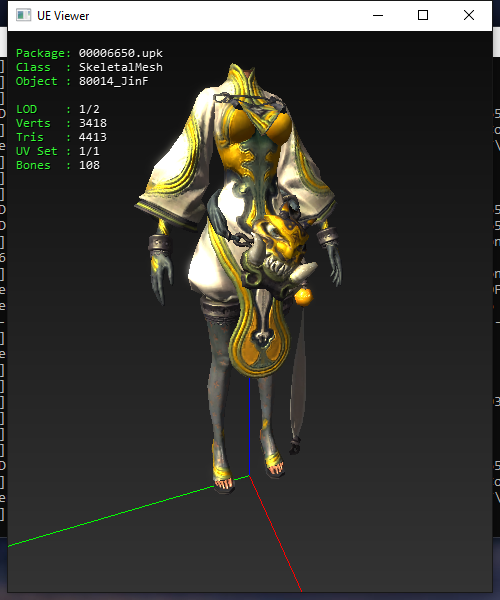 UE Viewer
Package: 00006650.upk
Class  : SkeletalMesh
Object : 80014_JinF
LOD    : 1/2
Verts  : 3418
Tris   : 4413
UV Set : 1/1
Bones  : 108